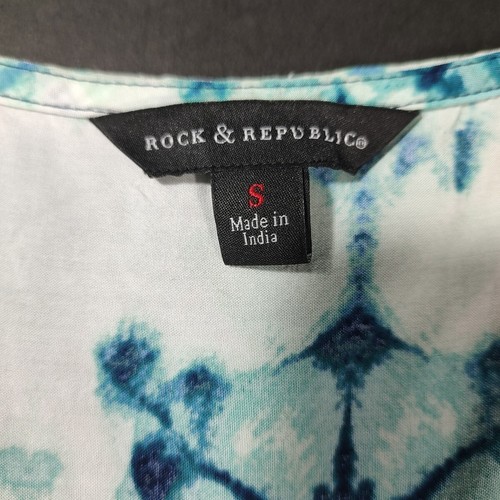 ROCK & REPUBLIC®
S
Made in
India